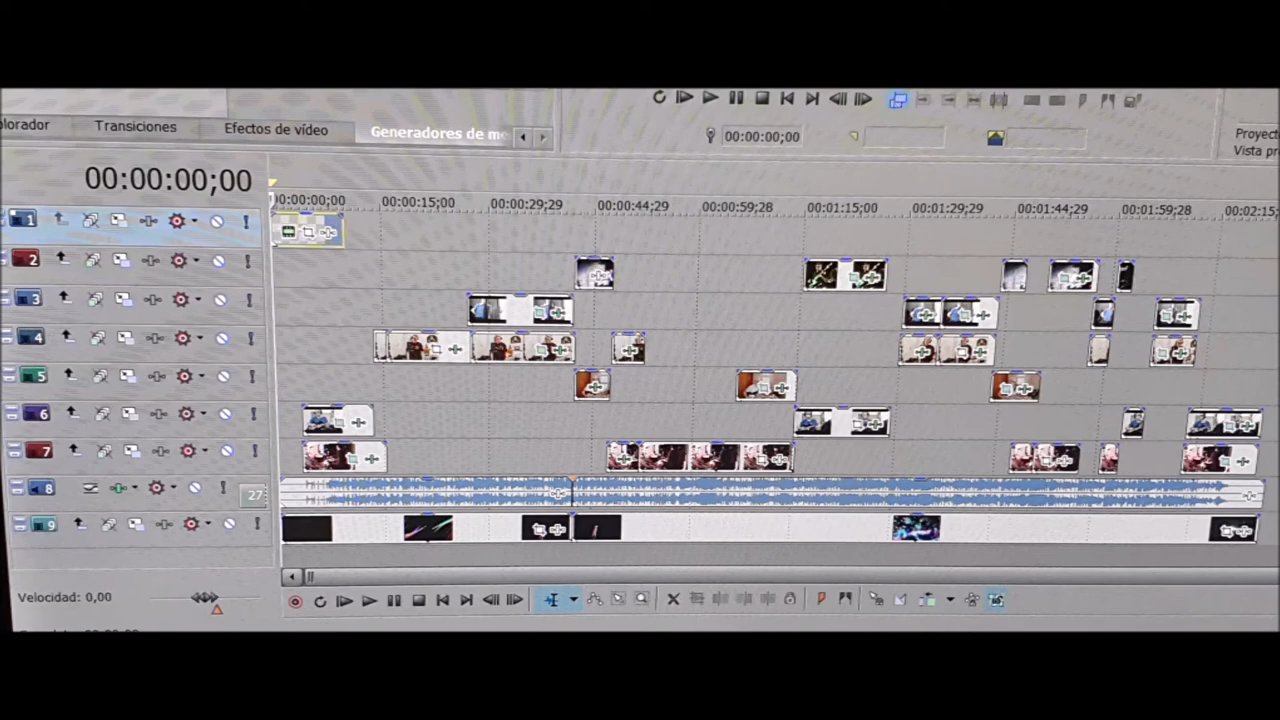 plorador Transiciones Efectos de vídeo Generadores de me
00:00:00;00
Proyect
Vista pr
00:00:00;00
00:00:00;00 00:00:15;00 00:00:29;29 00:00:44;29 00:00:59;28 00:01:15;00 00:01:29;29 00:01:44;29 00:01:59;28 00:02:15
1
2
3
4
5
6
7
8
27
9
Velocidad: 0,00